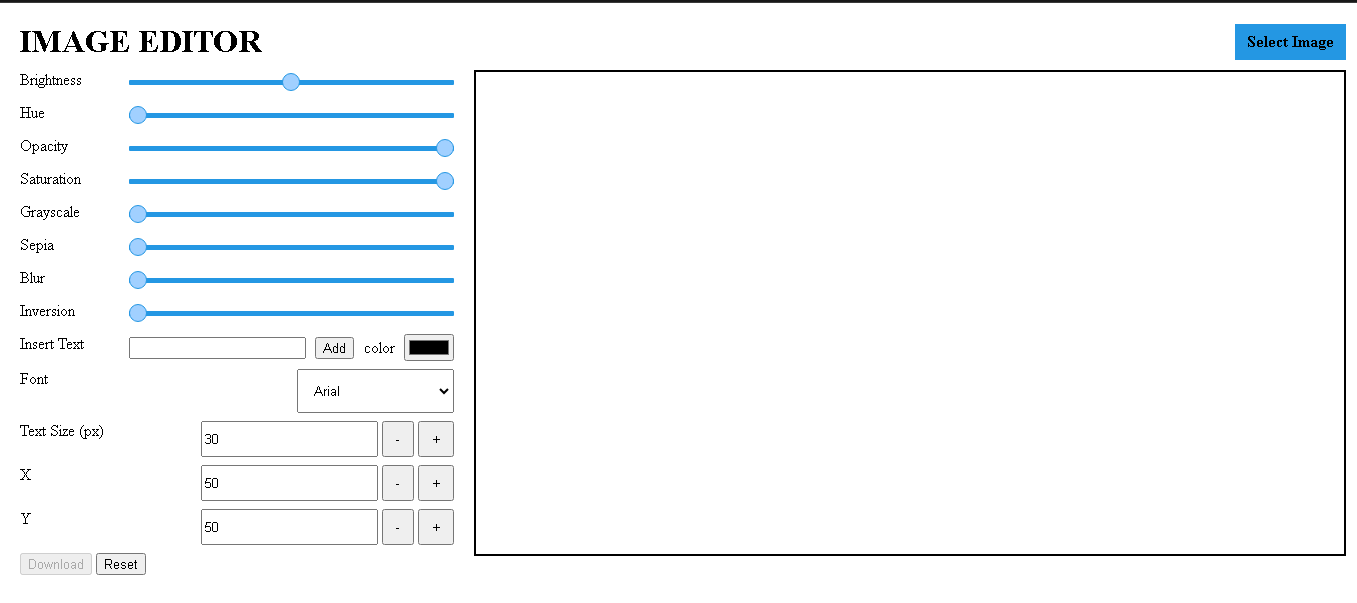 IMAGE EDITOR
Select Image
Brightness
Hue
Opacity
Saturation
Grayscale
Sepia
Blur
Inversion
Insert Text Add color
Font Arial
Text Size (px) 30 - +
X 50 - +
Y 50 - +
Download Reset